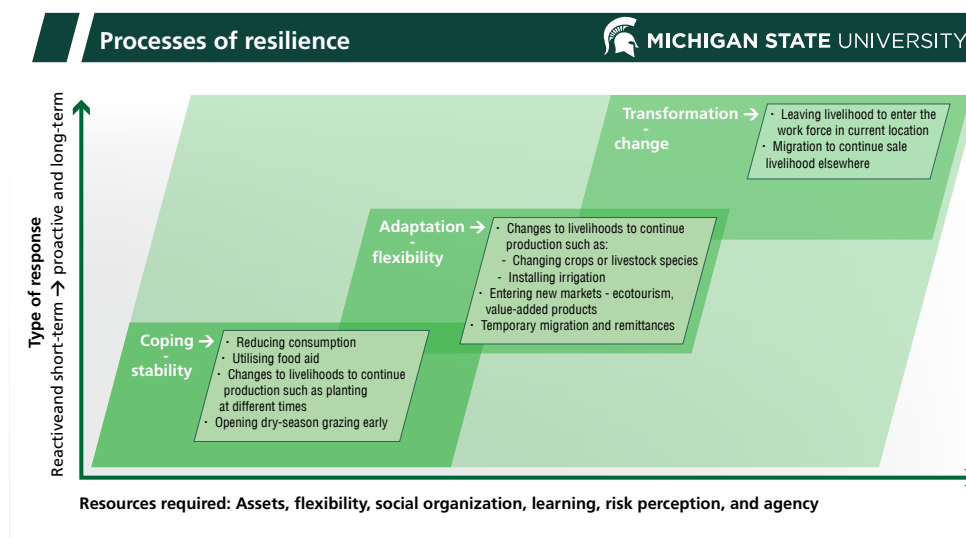 Processes of resilience
MICHIGAN STATE UNIVERSITY
Type of response
Reactiveand short-term → proactive and long-term
Transformation →
-
change
· Leaving livelihood to enter the
work force in current location
· Migration to continue sale
livelihood elsewhere
Adaptation →
-
flexibility
· Changes to livelihoods to continue
production such as:
- Changing crops or livestock species
- Installing irrigation
· Entering new markets - ecotourism,
value-added products
· Temporary migration and remittances
Coping →
-
stability
· Reducing consumption
· Utilising food aid
· Changes to livelihoods to continue
production such as planting
at different times
· Opening dry-season grazing early
Resources required: Assets, flexibility, social organization, learning, risk perception, and agency